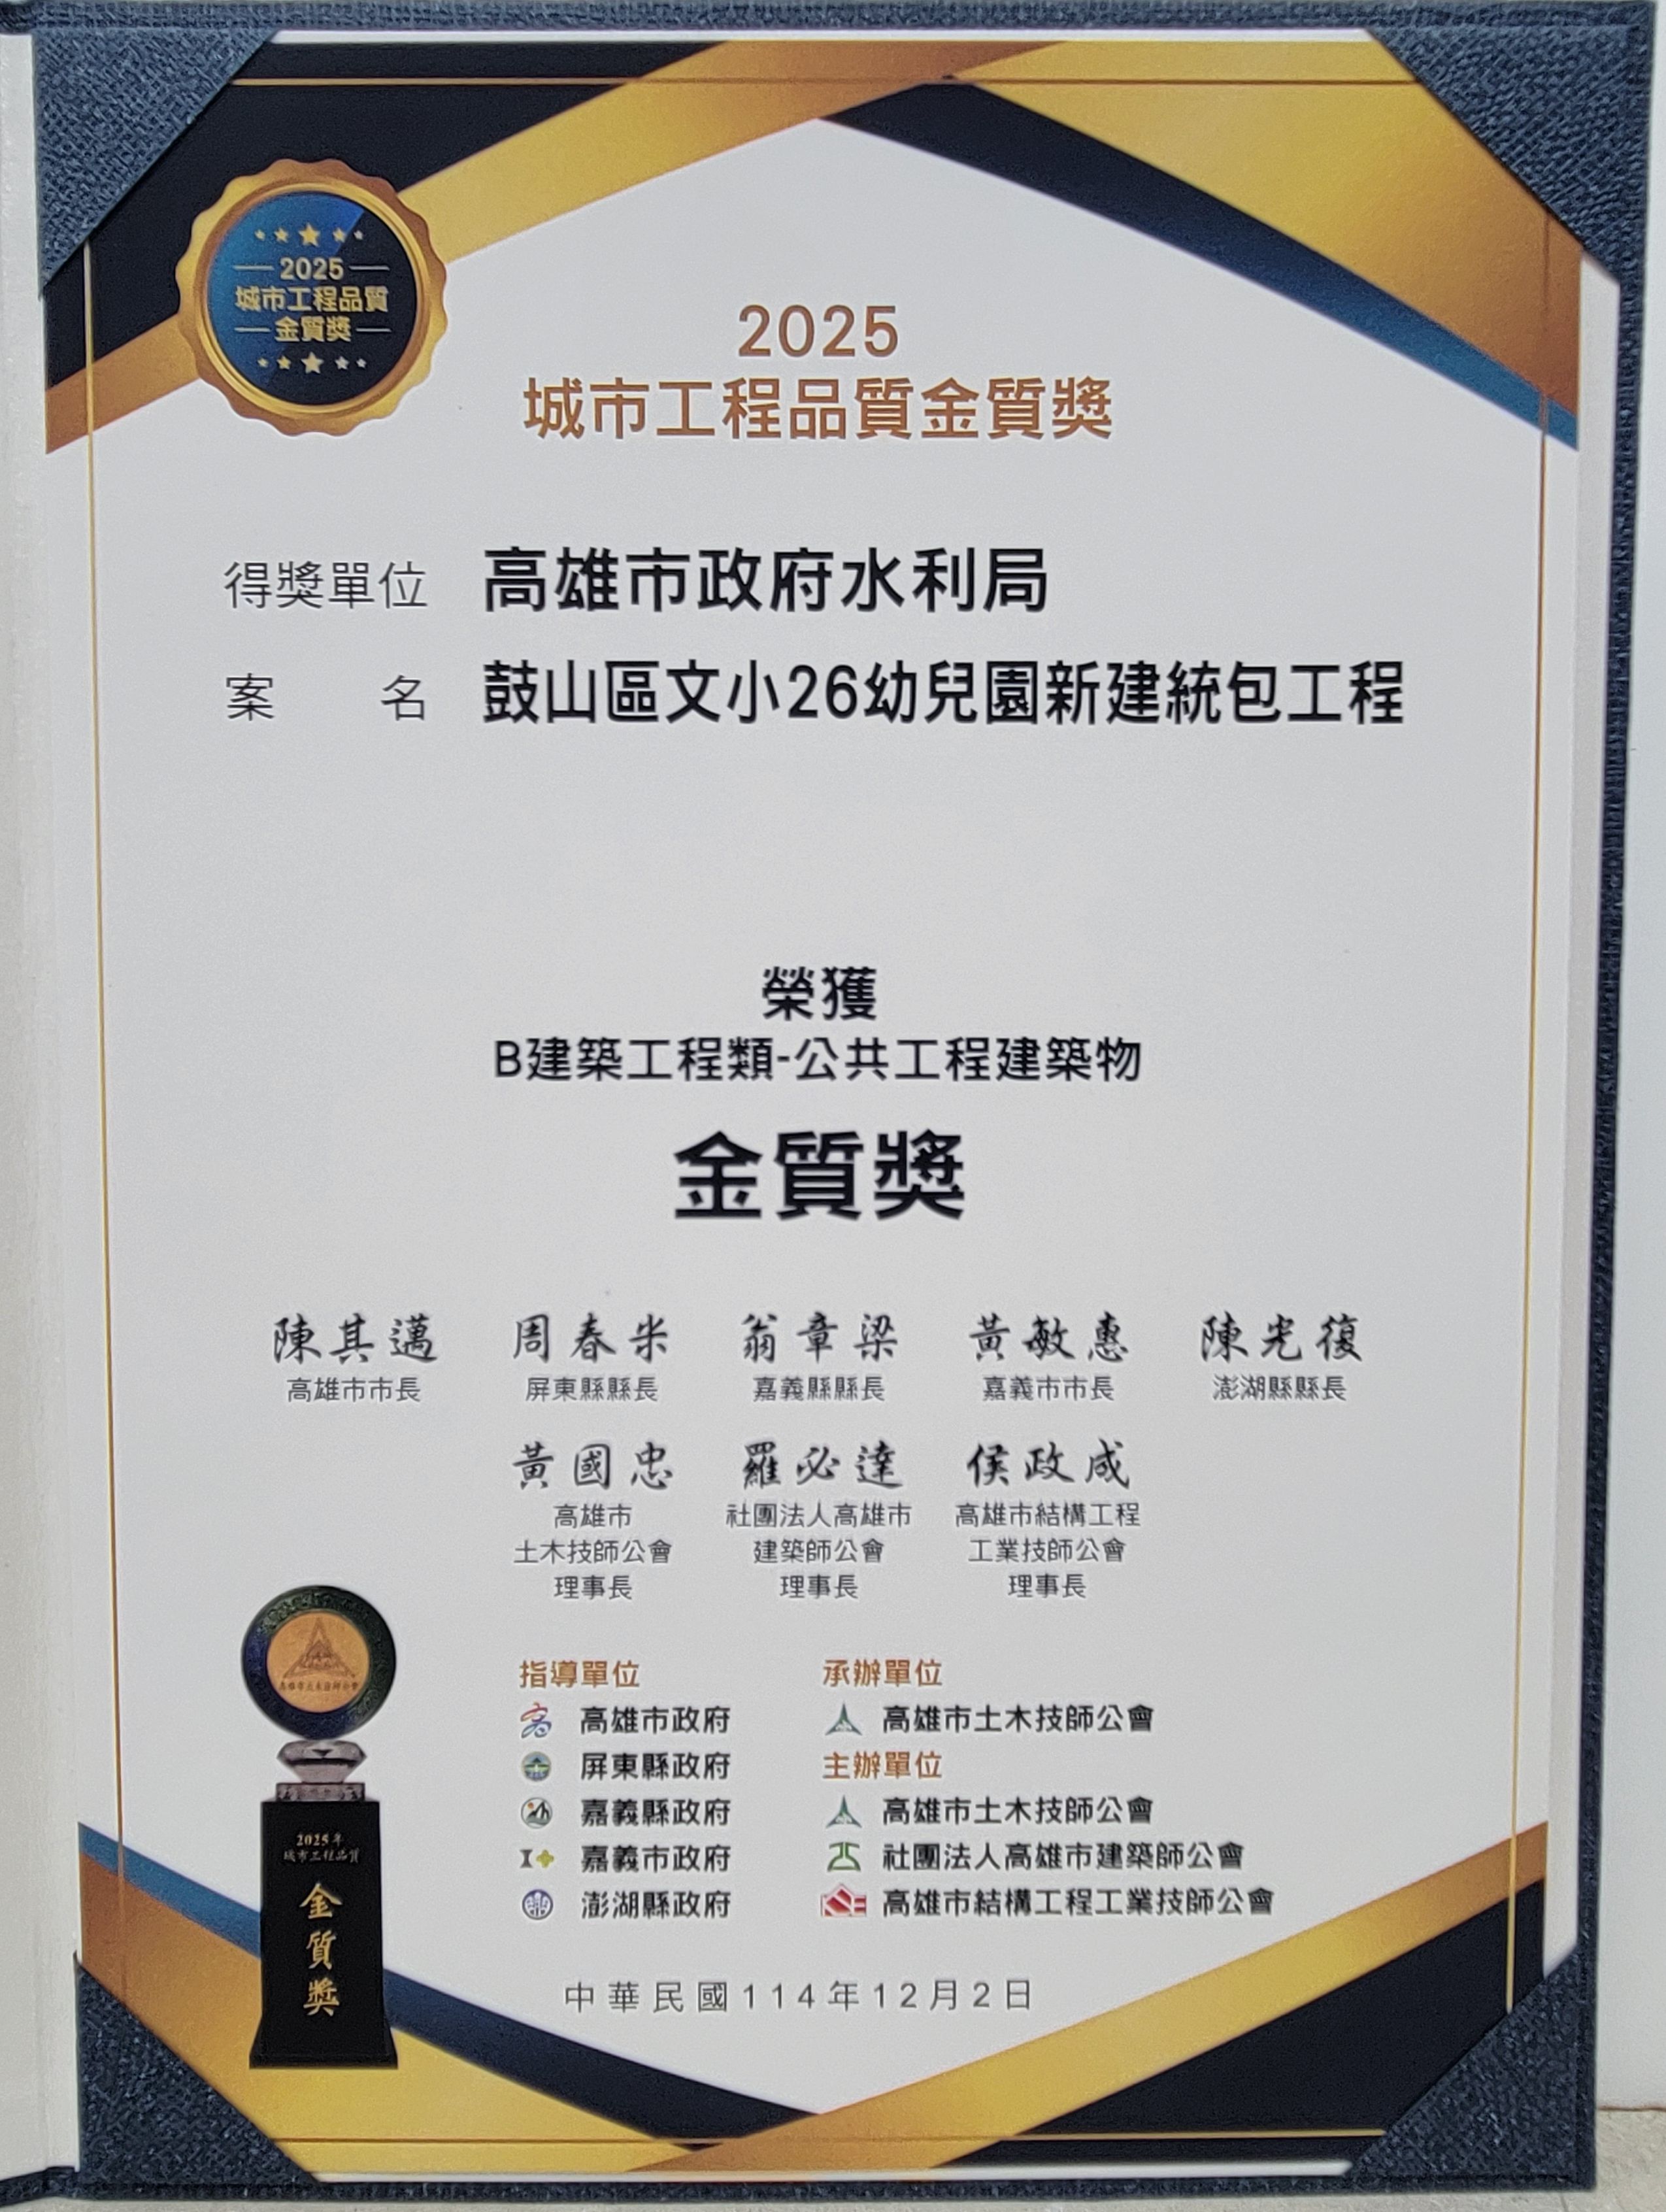 2025
城市工程品質
金質獎
2025
城市工程品質金質獎
得獎單位 高雄市政府水利局
案名 鼓山區文小26幼兒園新建統包工程
榮獲
B建築工程類-公共工程建築物
金質獎
陳其邁 周春米 翁章梁 黃敏惠 陳光復
高雄市市長 屏東縣縣長 嘉義縣縣長 嘉義市市長 澎湖縣縣長
黃國忠 羅必達 侯政成
高雄市 社團法人高雄市 高雄市結構工程
土木技師公會 建築師公會 工業技師公會
理事長 理事長 理事長
指導單位 承辦單位
高雄市政府 高雄市土木技師公會
屏東縣政府 主辦單位
嘉義縣政府 高雄市土木技師公會
嘉義市政府 社團法人高雄市建築師公會
澎湖縣政府 高雄市結構工程工業技師公會
高雄市土木技師公會
2025年
城市工程品質
金質獎
中華民國114年12月2日